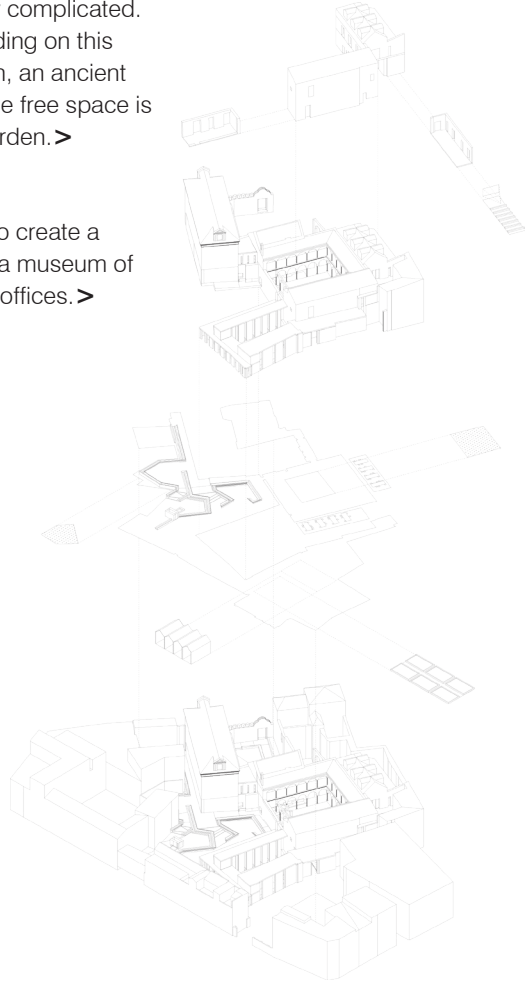 complicated.
ding on this
, an ancient
e free space is
rden. >
o create a
a museum of
offices. >